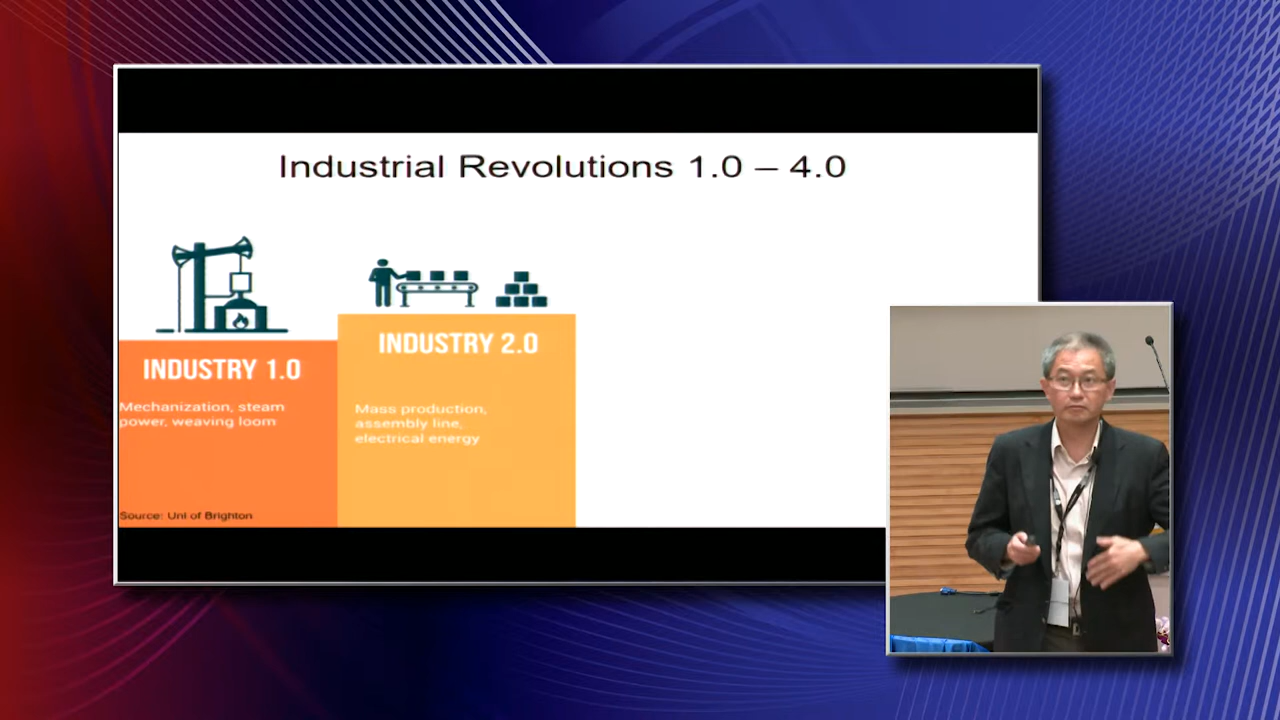 Industrial Revolutions 1.0 – 4.0
INDUSTRY 1.0
Mechanization, steam
power, weaving loom
Source: Uni of Brighton
INDUSTRY 2.0
Mass production,
assembly line,
electrical energy